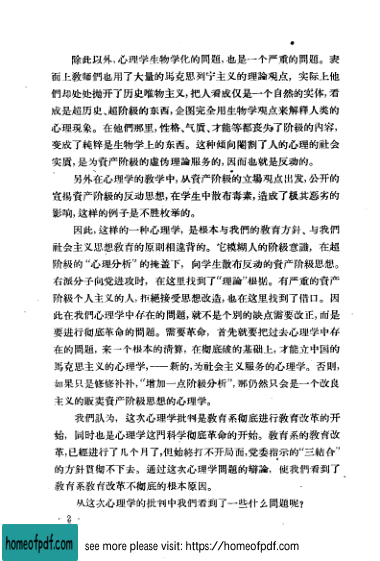 除此以外，心理学生物学化的問題，也是一个严重的問題。表
面上教师們也用了大量的馬克思列宁主义的理論观点，实际上他
們却处处抛开了历史唯物主义，把人看成仅是一个自然的实体，看
成是超历史、超阶級的东西，企图完全用生物学观点来解释人类的
心理現象。在他們那里，性格、气质、才能等都丧失了阶級的內容，
变成了純粹是生物学上的东西。这种傾向閹割了人的心理的社会
实质，是为資产阶級的虛伪理論服务的，因而也就是反动的。
另外在心理学的教学中，从資产阶級的立場观点出发，公开的
宣揚資产阶級的反动思想，在学生中散布毒素，造成了极其恶劣的
影响，这样的例子是不胜枚举的。
因此，这样的一种心理学，是根本与我們的教育方針、与我們
社会主义思想教育的原則相違背的。它模糊人的阶級意識，在超
阶級的“心理分析”的掩盖下，向学生散布反动的資产阶級思想。
右派分子向党进攻时，在这里找到了“理論”根据。有严重的資产
阶級个人主义的人，拒絕接受思想改造，也在这里找到了借口。因
此在我們心理学中存在的問題，就不是个别的缺点需要改正，而是
要进行彻底革命的問題。需要革命，首先就要把过去心理学中存
在的問題，来一个根本的清算，在彻底破的基础上，才能立中国的
馬克思主义的心理学，——新的，为社会主义服务的心理学。否則，
如果只是修修补补，“增加一点阶級分析”，那仍然只会是一个改良
主义的販卖資产阶級思想的心理学。
我們訒为，这次心理学批判是教育系彻底进行教育改革的开
始，同时也是心理学这門科学彻底革命的开始。教育系的教育改
革，已經进行了几个月了，但始終打不开局面，党委指示的“三結合”
的方針貫彻不下去。通过这次心理学問題的辯論，使我們看到了
教育系教育改革不彻底的根本原因。
从这次心理学的批判中我們看到了一些什么問題呢？
· 2 ·
homeofpdf.com
see more please visit: https://homeofpdf.com